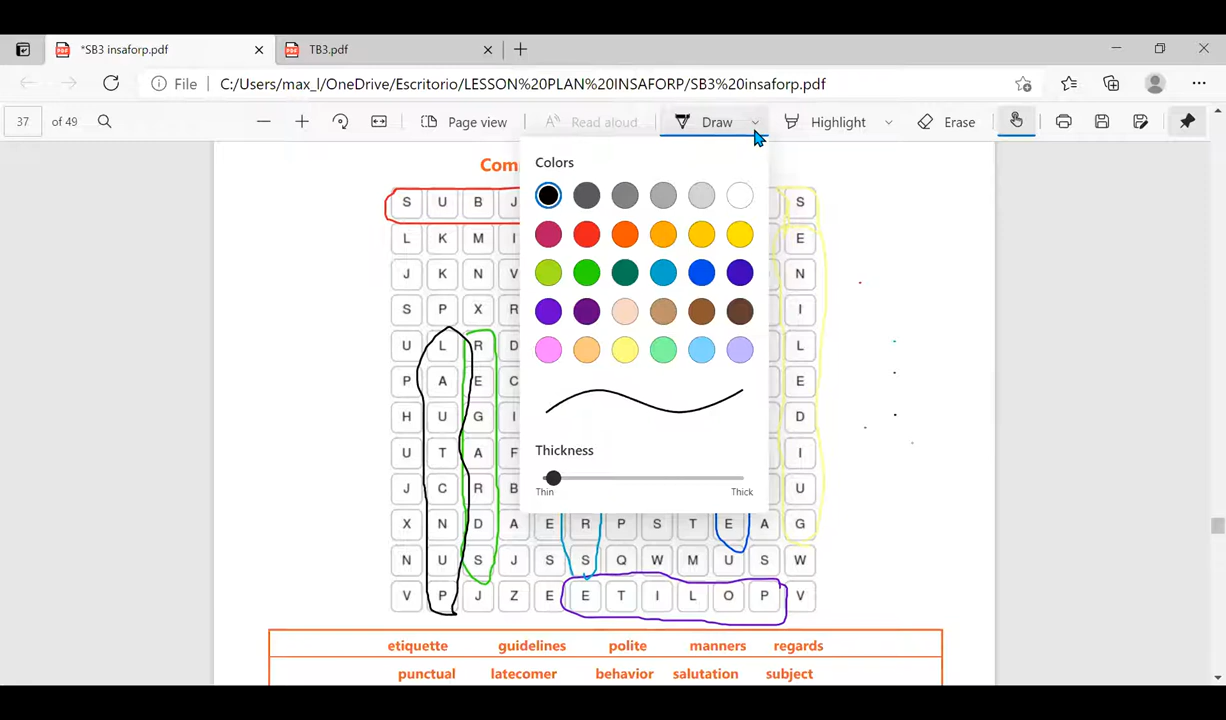 *SB3 insaforp.pdf
TB3.pdf
File C:/Users/max_l/OneDrive/Escritorio/LESSON%20PLAN%20INSAFORP/SB3%20insaforp.pdf
37 of 49 Page view Read aloud Draw Highlight Erase
Com
Colors
S U B J S
L K M I E
J K N V N
S P X R I
U L R D L
P A E C E
H U G I D
U T A F I
J C R B U
X N D A E R P S T E A G
N U S J S S Q W M U S W
V P J Z E E T I L O P V
Thickness
Thin Thick
etiquette guidelines polite manners regards
punctual latecomer behavior salutation subject